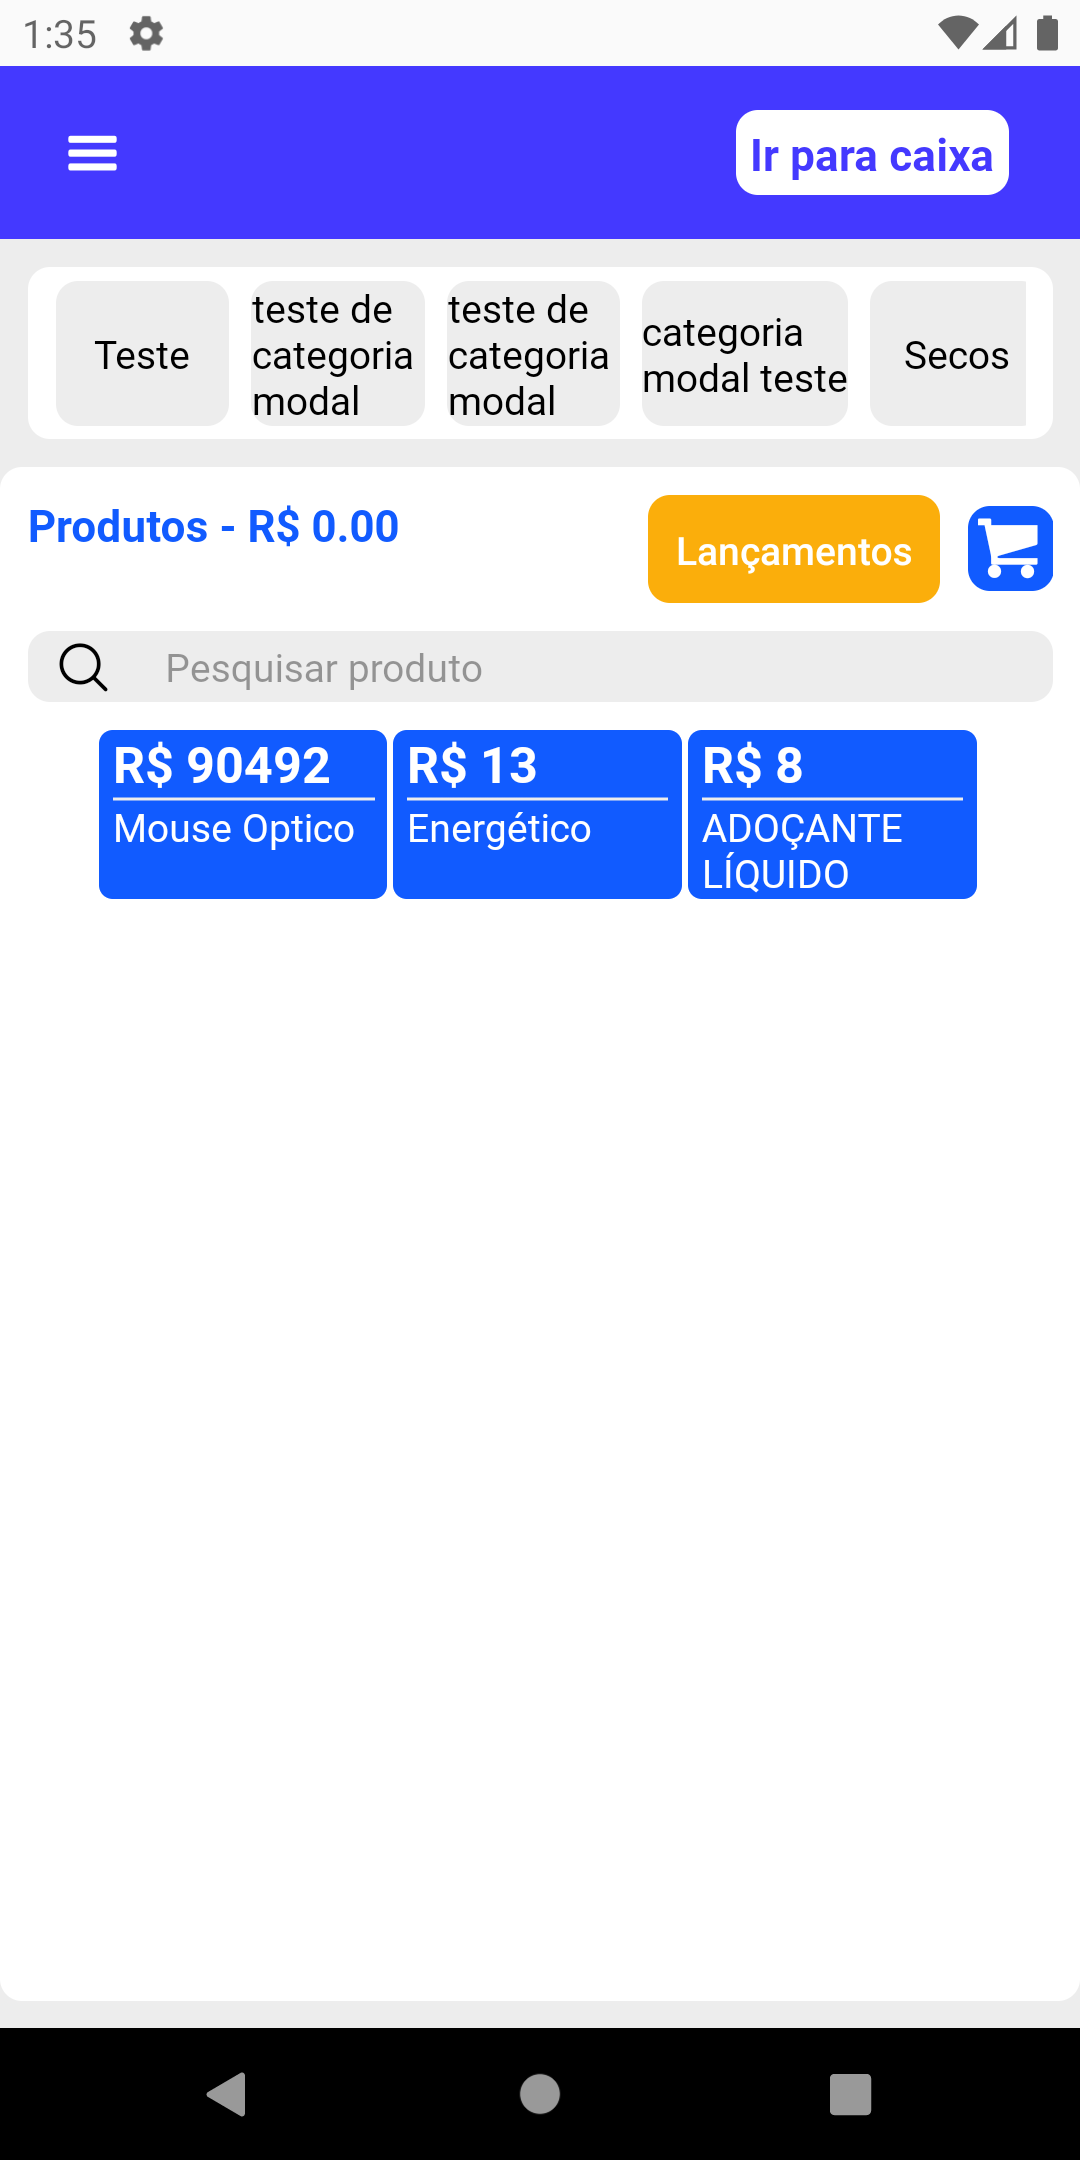 1:35
Ir para caixa
Teste
teste de
categoria
modal
teste de
categoria
modal
categoria
modal teste
Secos
Produtos - R$ 0.00
Lançamentos
Pesquisar produto
R$ 90492
Mouse Optico
R$ 13
Energético
R$ 8
ADOÇANTE
LÍQUIDO